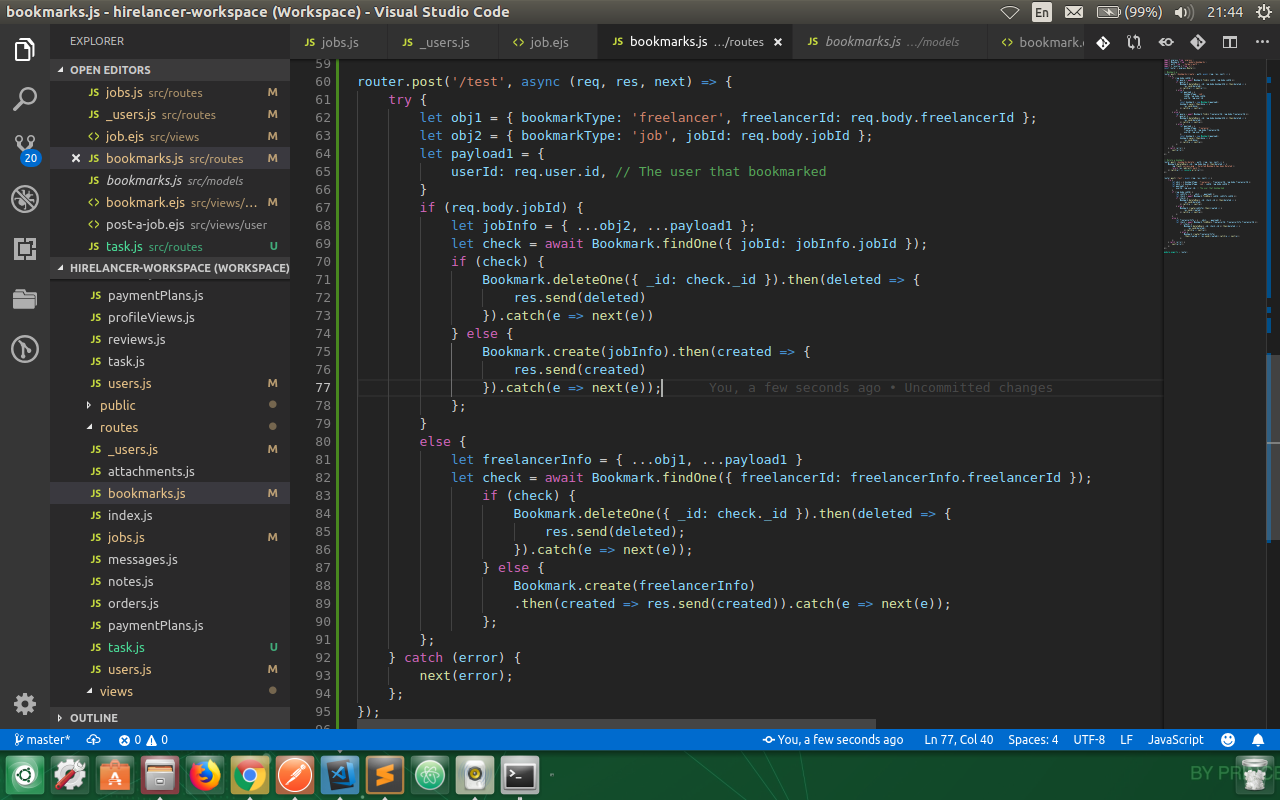 bookmarks.js - hirelancer-workspace (Workspace) - Visual Studio Code
En (99%) 21:44
EXPLORER
OPEN EDITORS
JS jobs.js src/routes M
JS _users.js src/routes M
<> job.ejs src/views M
× JS bookmarks.js src/routes M
JS bookmarks.js src/models
<> bookmark.ejs src/views/... M
<> post-a-job.ejs src/views/user
JS task.js src/routes U
HIRELANCER-WORKSPACE (WORKSPACE)
JS paymentPlans.js
JS profileViews.js
JS reviews.js
JS task.js
JS users.js M
public
routes
JS _users.js M
JS attachments.js
JS bookmarks.js M
JS index.js
JS jobs.js M
JS messages.js
JS notes.js
JS orders.js
JS paymentPlans.js
JS task.js U
JS users.js M
views
OUTLINE
20
JS jobs.js JS _users.js <> job.ejs JS bookmarks.js .../routes × JS bookmarks.js .../models <> bookmark.
59
60 router.post('/test', async (req, res, next) => {
61 try {
62 let obj1 = { bookmarkType: 'freelancer', freelancerId: req.body.freelancerId };
63 let obj2 = { bookmarkType: 'job', jobId: req.body.jobId };
64 let payload1 = {
65 userId: req.user.id, // The user that bookmarked
66 }
67 if (req.body.jobId) {
68 let jobInfo = { ...obj2, ...payload1 };
69 let check = await Bookmark.findOne({ jobId: jobInfo.jobId });
70 if (check) {
71 Bookmark.deleteOne({ _id: check._id }).then(deleted => {
72 res.send(deleted)
73 }).catch(e => next(e))
74 } else {
75 Bookmark.create(jobInfo).then(created => {
76 res.send(created)
77 }).catch(e => next(e)); You, a few seconds ago • Uncommitted changes
78 };
79 }
80 else {
81 let freelancerInfo = { ...obj1, ...payload1 }
82 let check = await Bookmark.findOne({ freelancerId: freelancerInfo.freelancerId });
83 if (check) {
84 Bookmark.deleteOne({ _id: check._id }).then(deleted => {
85 res.send(deleted);
86 }).catch(e => next(e));
87 } else {
88 Bookmark.create(freelancerInfo)
89 .then(created => res.send(created)).catch(e => next(e));
90 };
91 };
92 } catch (error) {
93 next(error);
94 };
95 });
96
master* 0 0 You, a few seconds ago Ln 77, Col 40 Spaces: 4 UTF-8 LF JavaScript
BY